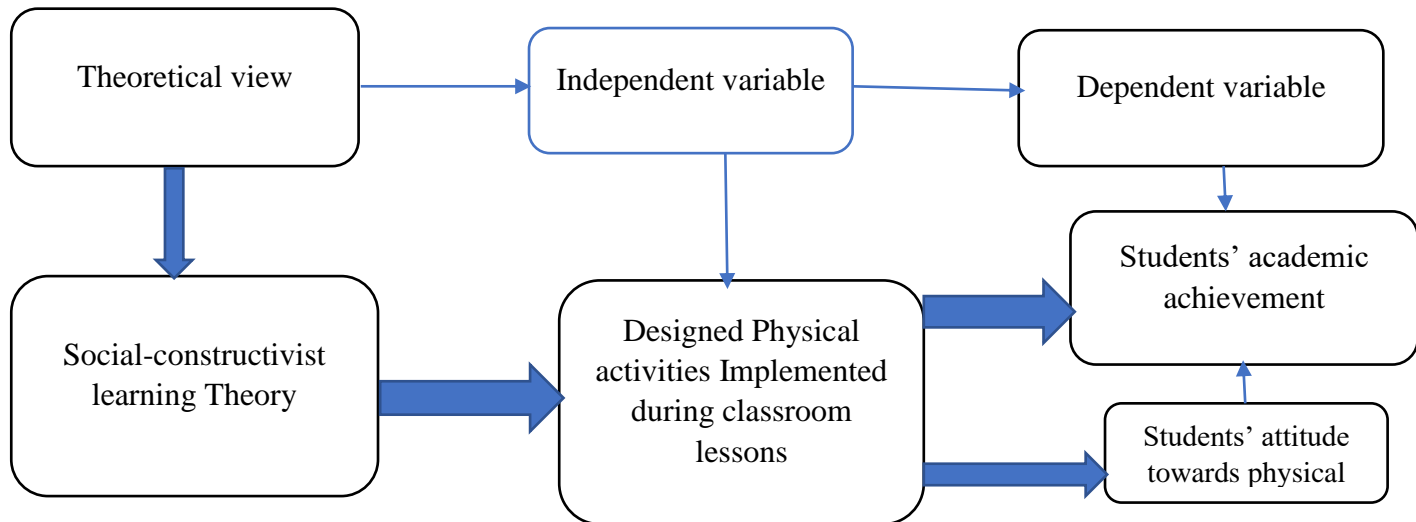 Theoretical view
Independent variable
Dependent variable
Social-constructivist
learning Theory
Designed Physical
activities Implemented
during classroom
lessons
Students’ academic
achievement
Students’ attitude
towards physical